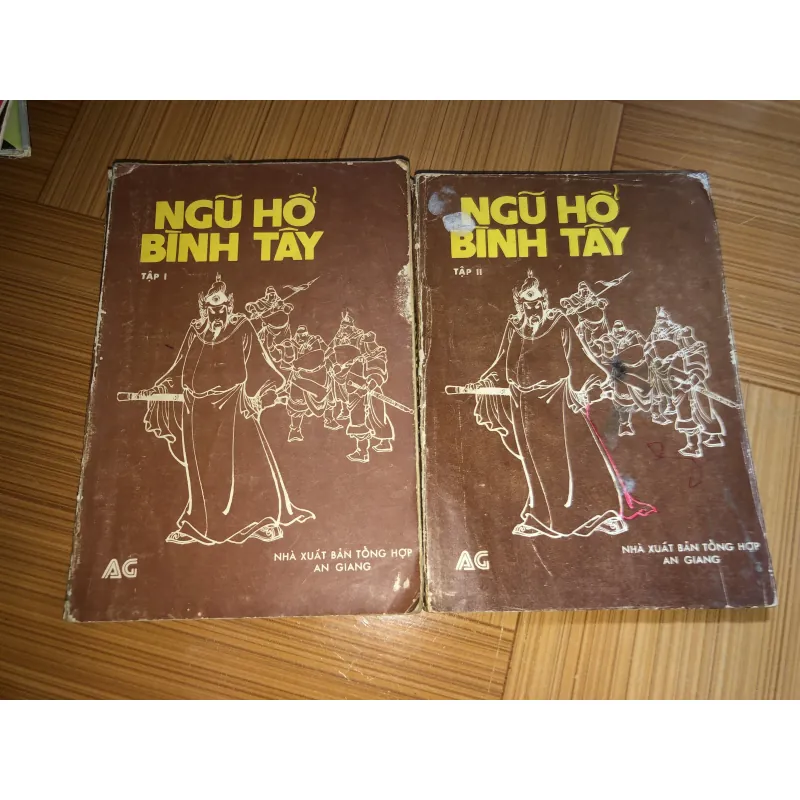 NGŨ HỔ
BÌNH TÂY
TẬP I
NHÀ XUẤT BẢN TỔNG HỢP
AN GIANG
AG
NGŨ HỔ
BÌNH TÂY
TẬP II
NHÀ XUẤT BẢN TỔNG HỢP
AN GIANG
AG